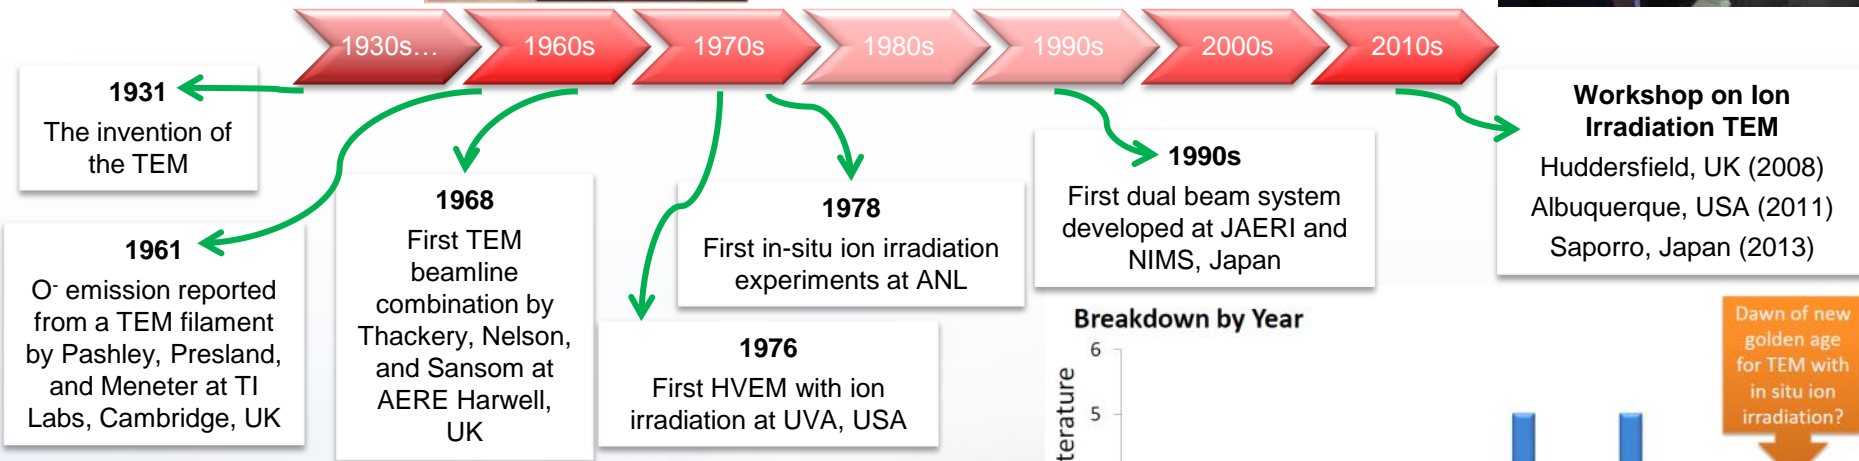 1930s...
1960s
1970s
1980s
1990s
2000s
2010s
1931
The invention of
the TEM
1961
O- emission reported
from a TEM filament
by Pashley, Presland,
and Meneter at TI
Labs, Cambridge, UK
1968
First TEM
beamline
combination by
Thackery, Nelson,
and Sansom at
AERE Harwell,
UK
1976
First HVEM with ion
irradiation at UVA, USA
1978
First in-situ ion irradiation
experiments at ANL
1990s
First dual beam system
developed at JAERI and
NIMS, Japan
Workshop on Ion
Irradiation TEM
Huddersfield, UK (2008)
Albuquerque, USA (2011)
Saporro, Japan (2013)
Breakdown by Year
6
5
Dawn of new
golden age
for TEM with
in situ ion
irradiation?